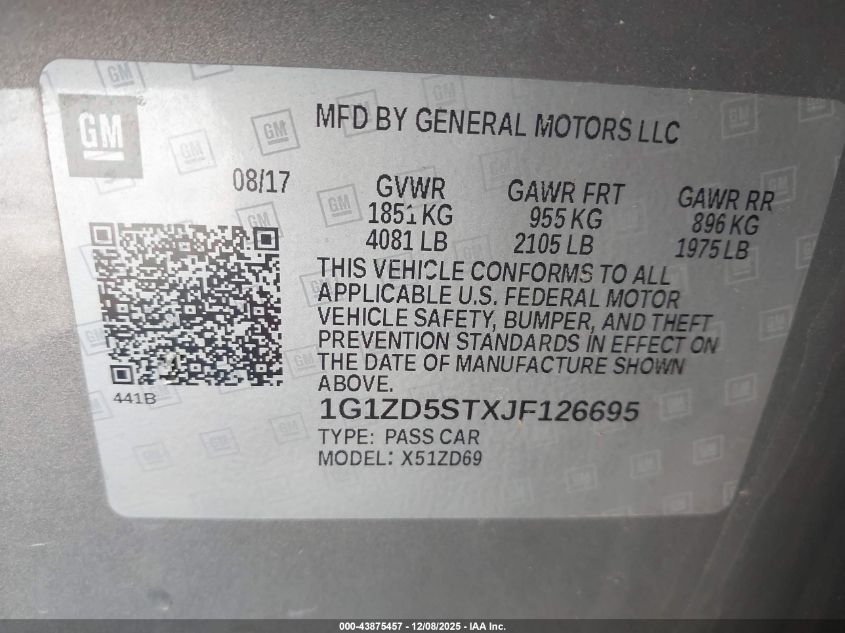 GM
MFD BY GENERAL MOTORS LLC
08/17
GVWR
1851 KG
4081 LB
GAWR FRT
955 KG
2105 LB
GAWR RR
896 KG
1975 LB
THIS VEHICLE CONFORMS TO ALL
APPLICABLE U.S. FEDERAL MOTOR
VEHICLE SAFETY, BUMPER, AND THEFT
PREVENTION STANDARDS IN EFFECT ON
THE DATE OF MANUFACTURE SHOWN
ABOVE.
441B
1G1ZD5STXJF126695
TYPE: PASS CAR
MODEL: X51ZD69
000-43875457 - 12/08/2025 - IAA Inc.